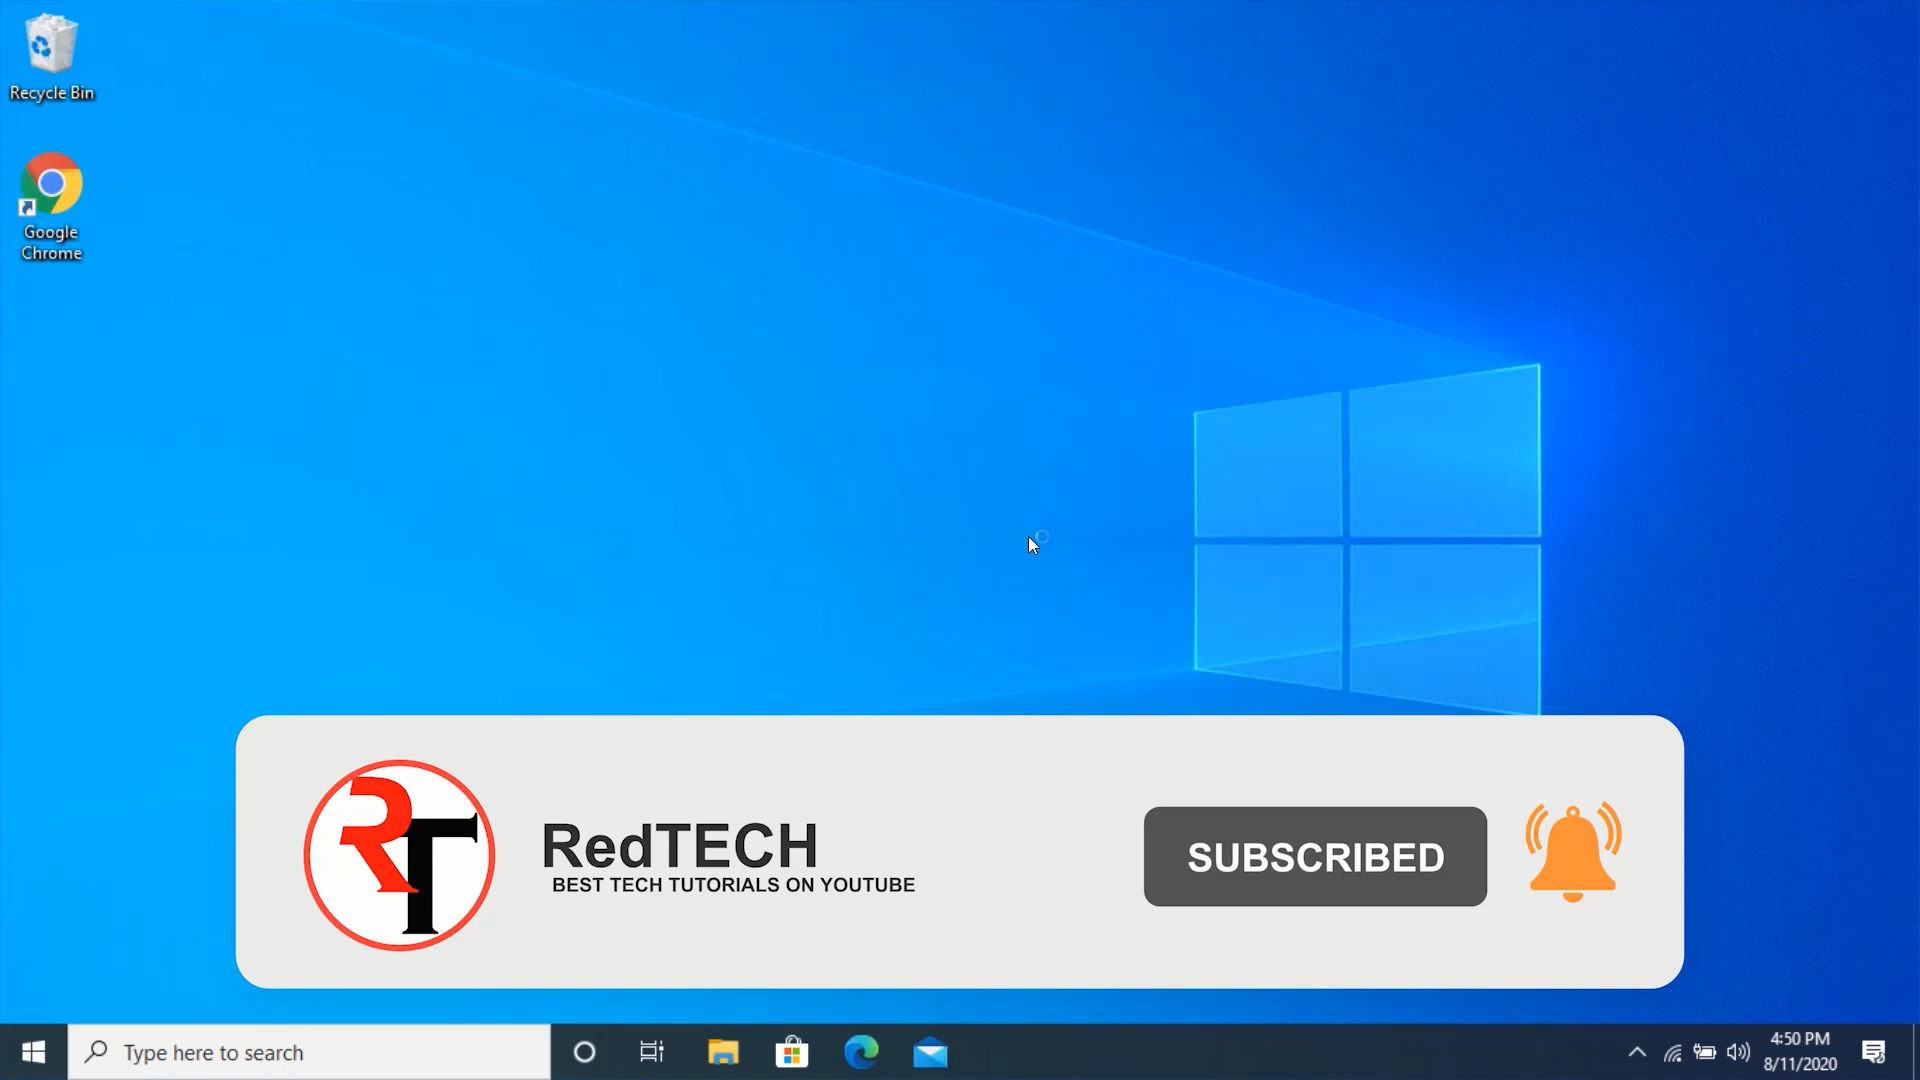 Recycle Bin
Google
Chrome
RT
RedTECH
BEST TECH TUTORIALS ON YOUTUBE
SUBSCRIBED
Type here to search
4:50 PM
8/11/2020